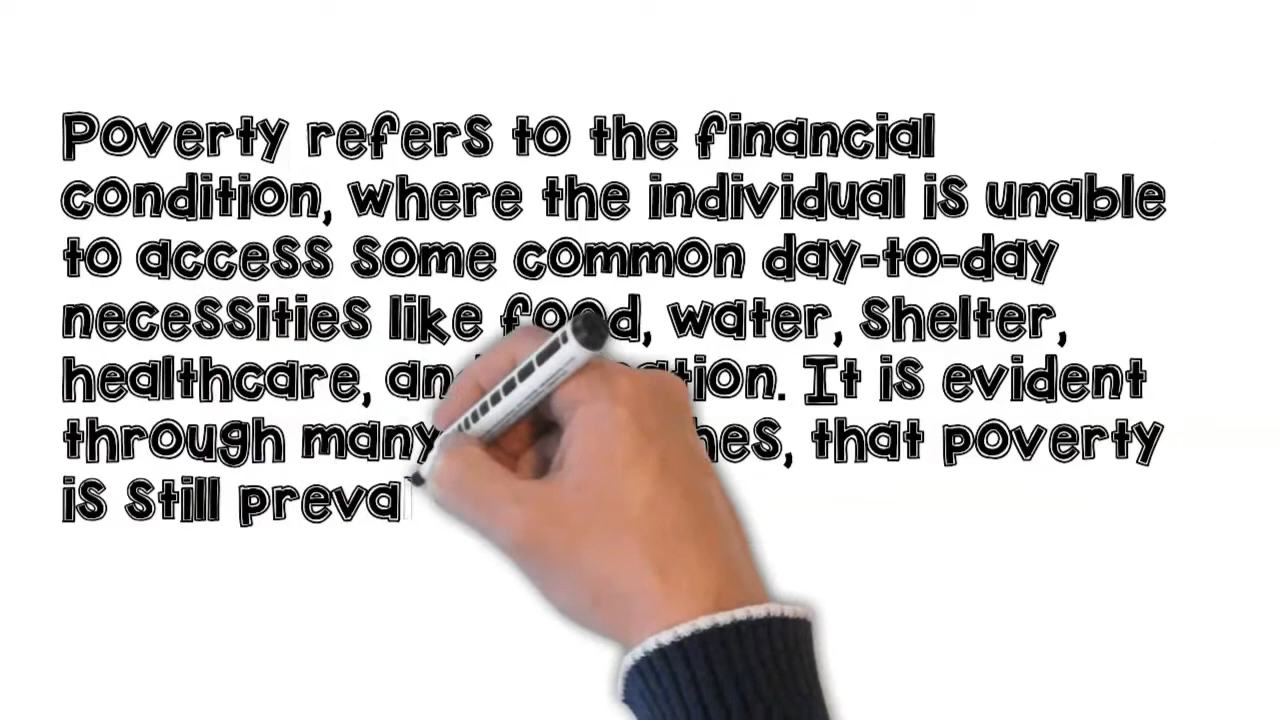 Poverty refers to the financial
condition, where the individual is unable
to access some common day-to-day
necessities like food, water, shelter,
healthcare,
It is evident
through many that poverty
is still